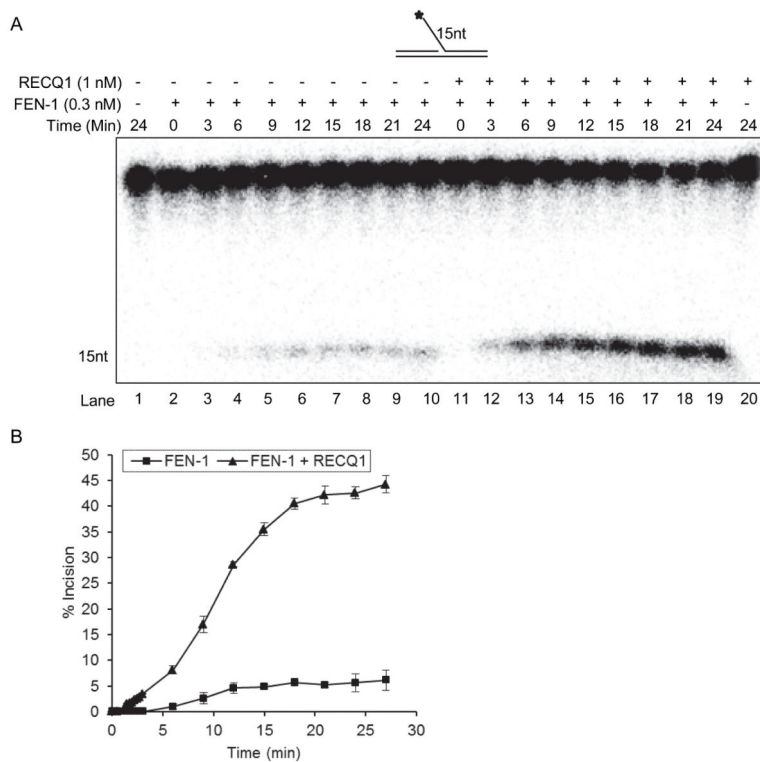 A
15nt
RECQ1 (1 nM) - - - - - - - - - - + + + + + + + + + +
FEN-1 (0.3 nM) - + + + + + + + + + + + + + + + + + + -
Time (Min) 24 0 3 6 9 12 15 18 21 24 0 3 6 9 12 15 18 21 24 24
15nt
Lane 1 2 3 4 5 6 7 8 9 10 11 12 13 14 15 16 17 18 19 20
B
50
45
40
35
30
25
20
15
10
5
0
% Incision
FEN-1 FEN-1 + RECQ1
0 5 10 15 20 25 30
Time (min)